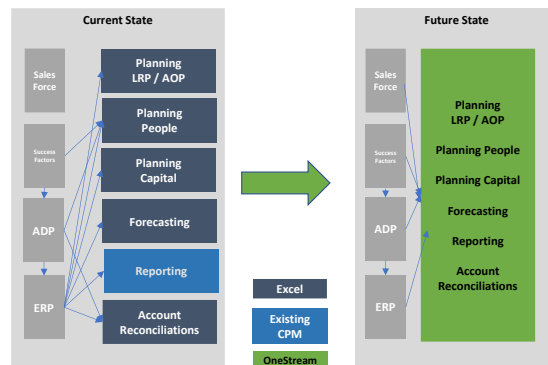 Current State
Sales
Force
Success
Factors
ADP
ERP
Planning
LRP / AOP
Planning
People
Planning
Capital
Forecasting
Reporting
Account
Reconciliations
Excel
Existing
CPM
OneStream
Future State
Sales
Force
Success
Factors
ADP
ERP
Planning
LRP / AOP
Planning People
Planning Capital
Forecasting
Reporting
Account
Reconciliations